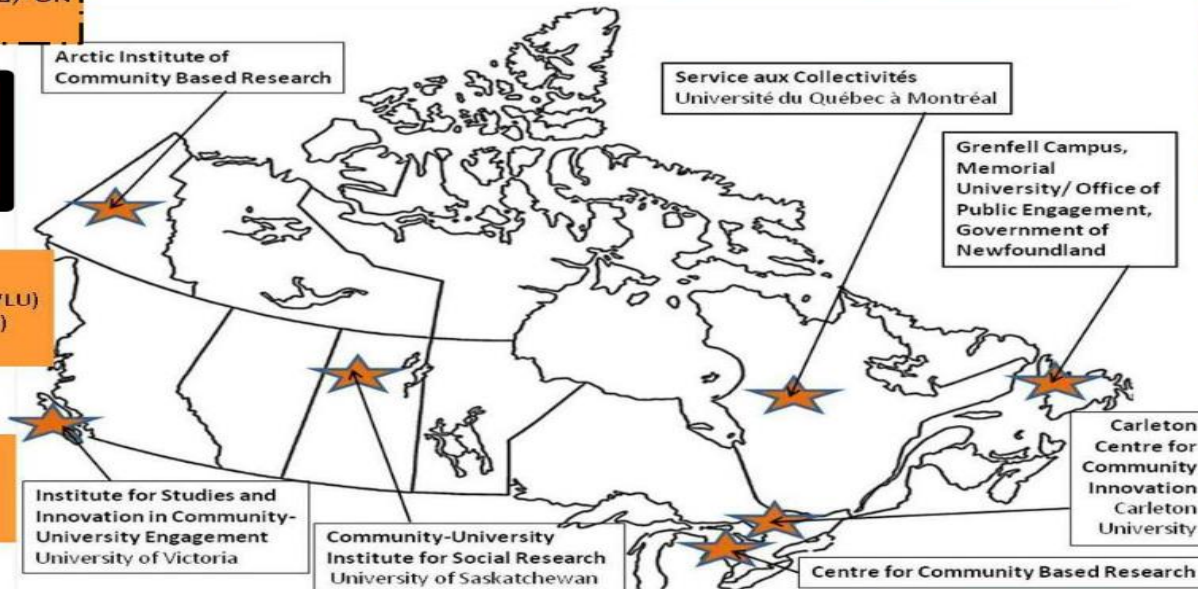 Arctic Institute of
Community Based Research
Service aux Collectivités
Université du Québec à Montréal
Grenfell Campus,
Memorial
University/ Office of
Public Engagement,
Government of
Newfoundland
LU)
)
Carleton
Centre for
Community
Innovation
Carleton
University
Institute for Studies and
Innovation in Community-
University Engagement
University of Victoria
Community-University
Institute for Social Research
University of Saskatchewan
Centre for Community Based Research